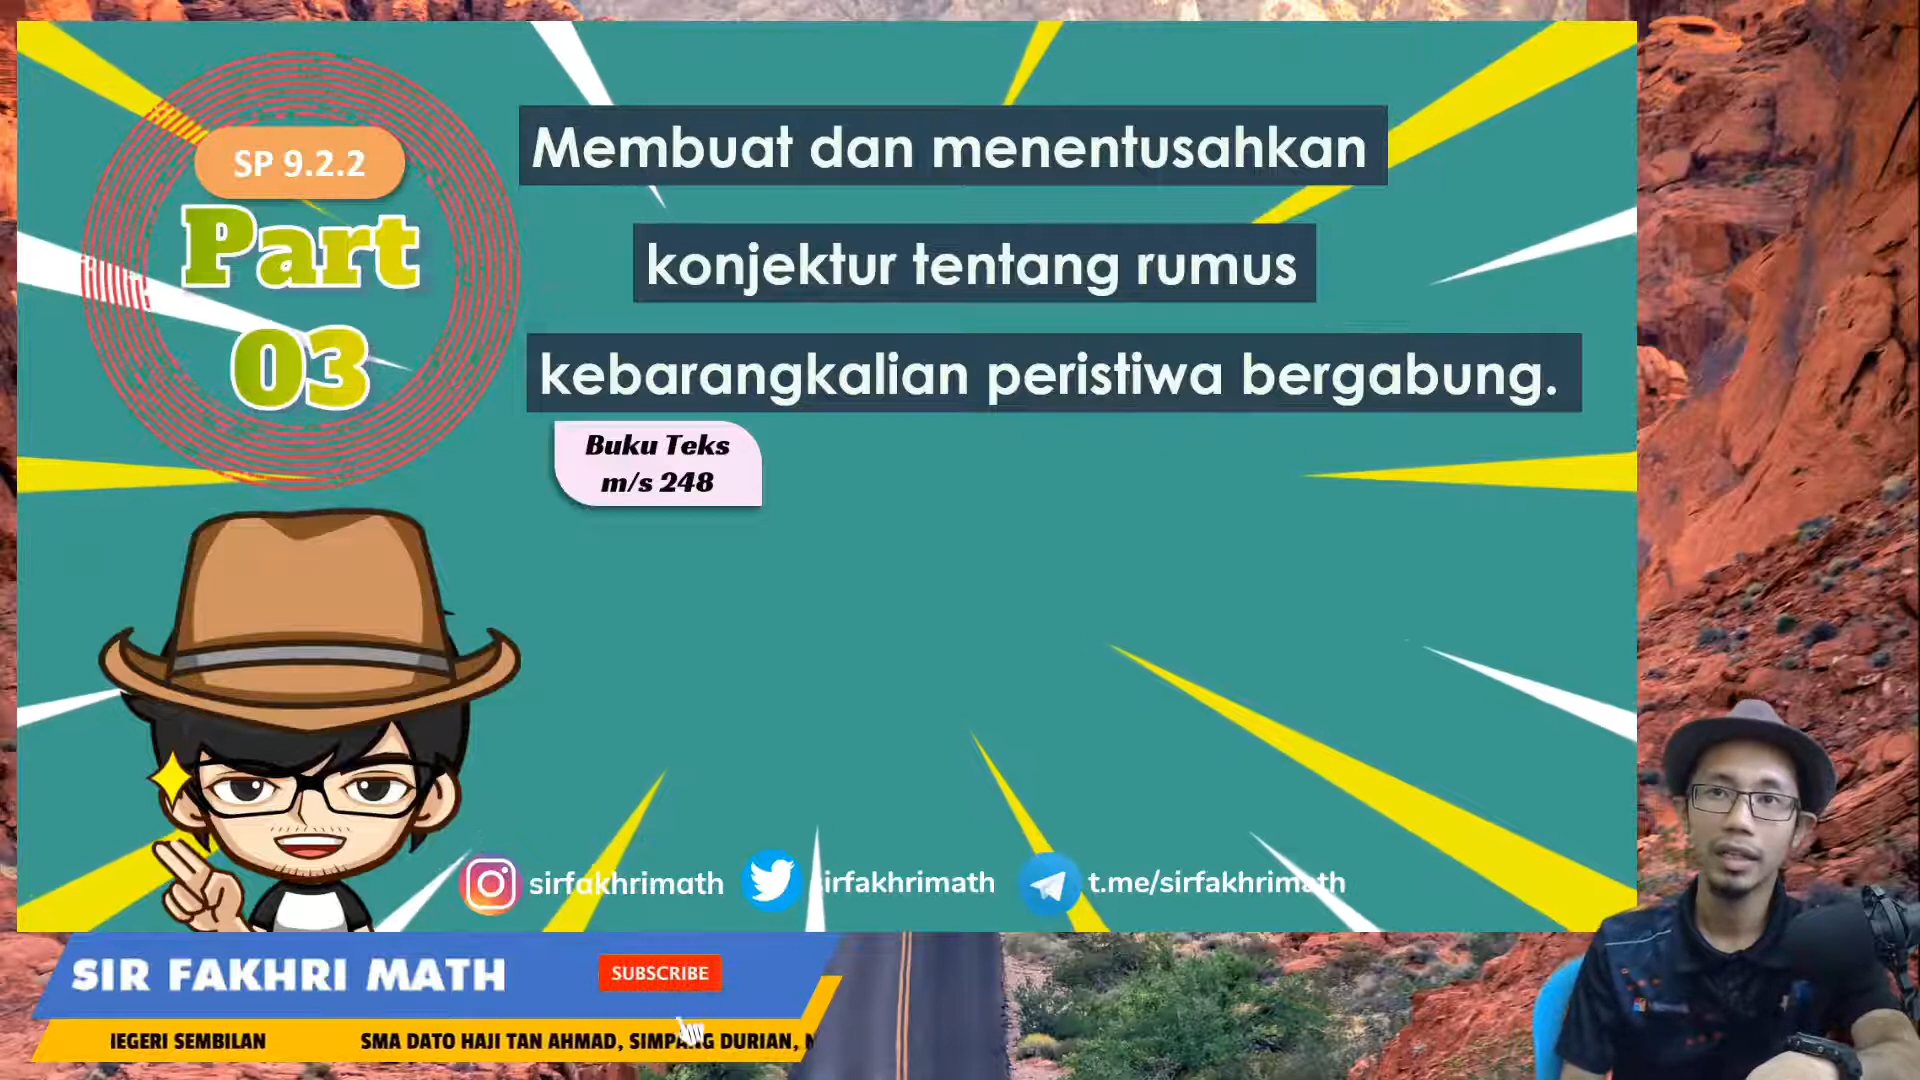 SP 9.2.2
Part
03
Membuat dan menentusahkan
konjektur tentang rumus
kebarangkalian peristiwa bergabung.
Buku Teks
m/s 248
sirfakhrimath
sirfakhrimath
t.me/sirfakhrimath
SIR FAKHRI MATH
SUBSCRIBE
IEGERI SEMBILAN SMA DATO HAJI TAN AHMAD, SIMPANG DURIAN, N